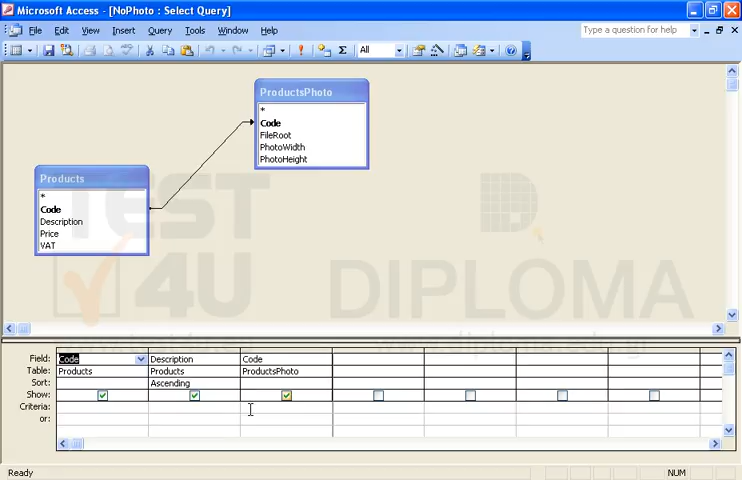 Microsoft Access - [NoPhoto : Select Query]
File Edit View Insert Query Tools Window Help
Type a question for help
All
ProductsPhoto
*
Code
FileRoot
PhotoWidth
PhotoHeight
Products
*
Code
Description
Price
VAT
TEST
4U
DIPLOMA
Field: Code Description Code
Table: Products Products ProductsPhoto
Sort: Ascending
Show:
Criteria:
or:
Ready
NUM